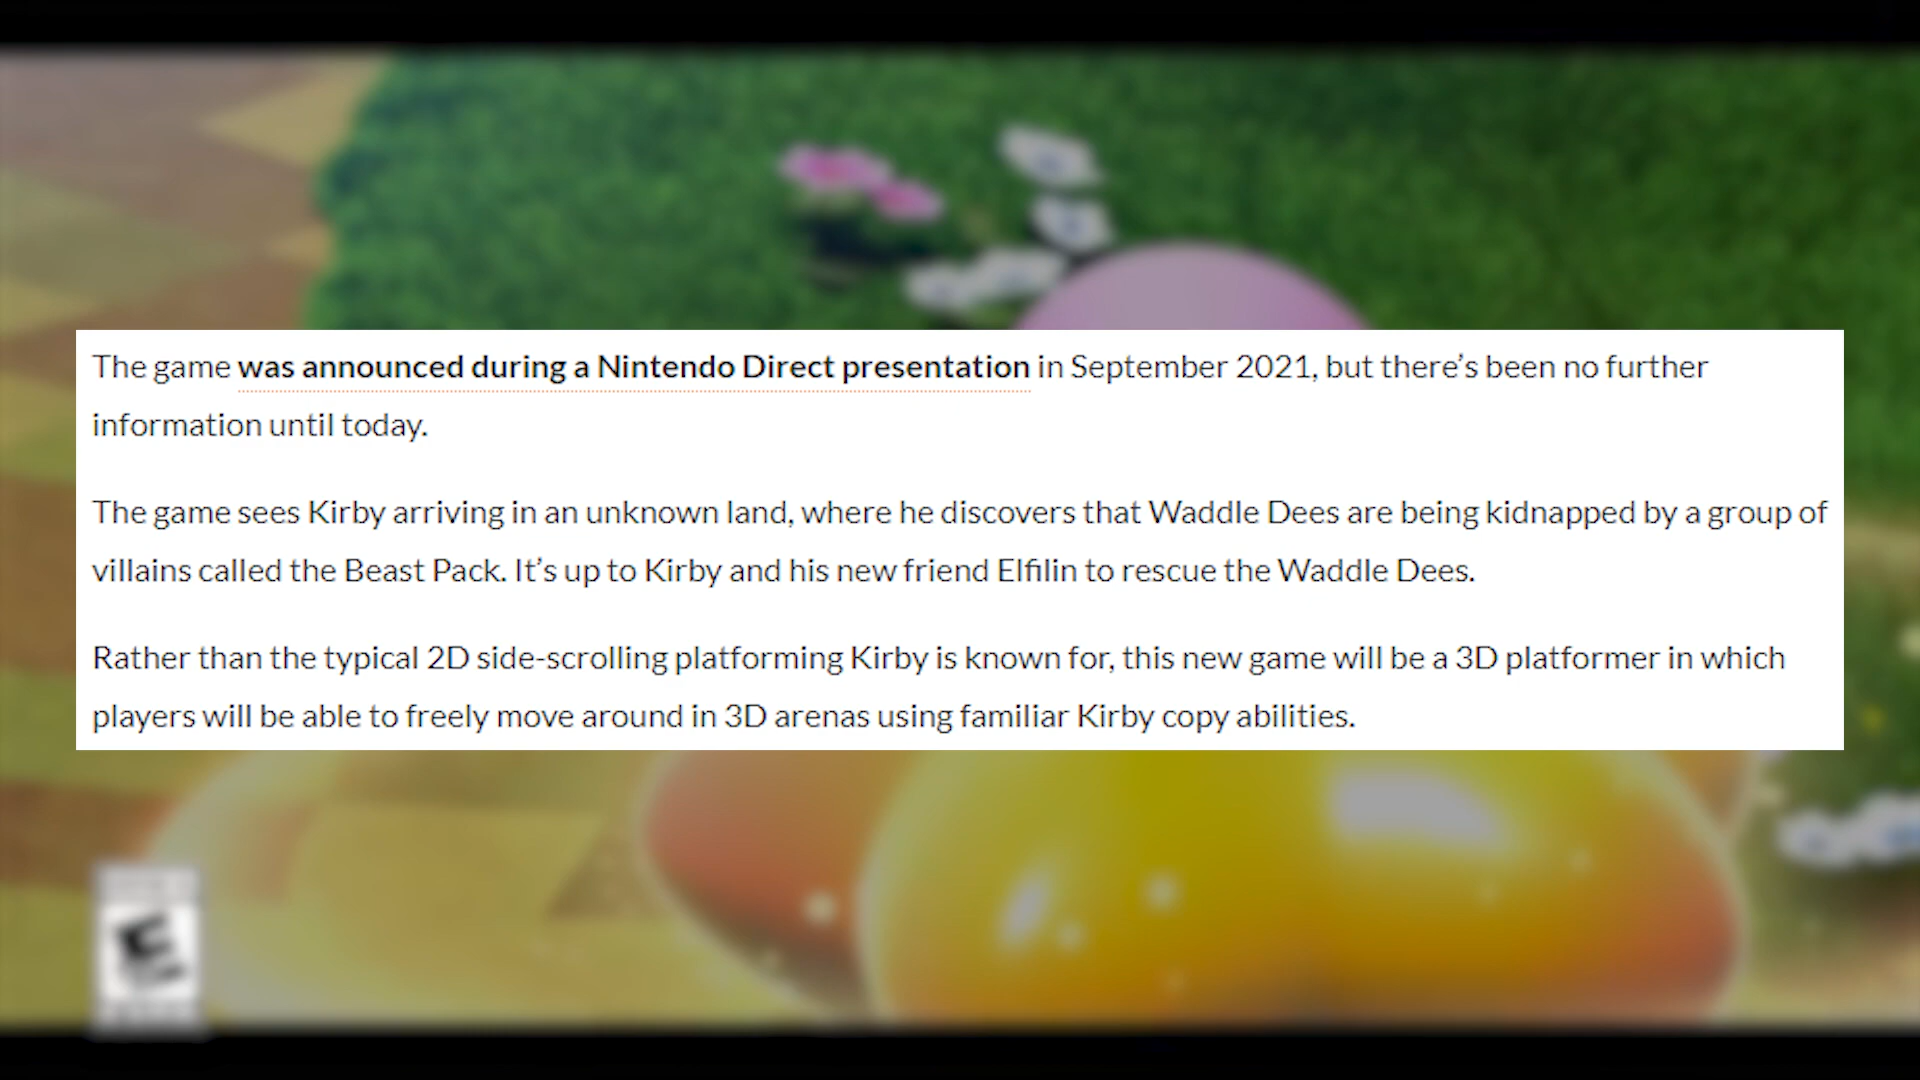 The game was announced during a Nintendo Direct presentation in September 2021, but there’s been no further
information until today.
The game sees Kirby arriving in an unknown land, where he discovers that Waddle Dees are being kidnapped by a group of
villains called the Beast Pack. It’s up to Kirby and his new friend Elfilin to rescue the Waddle Dees.
Rather than the typical 2D side-scrolling platforming Kirby is known for, this new game will be a 3D platformer in which
players will be able to freely move around in 3D arenas using familiar Kirby copy abilities.
E